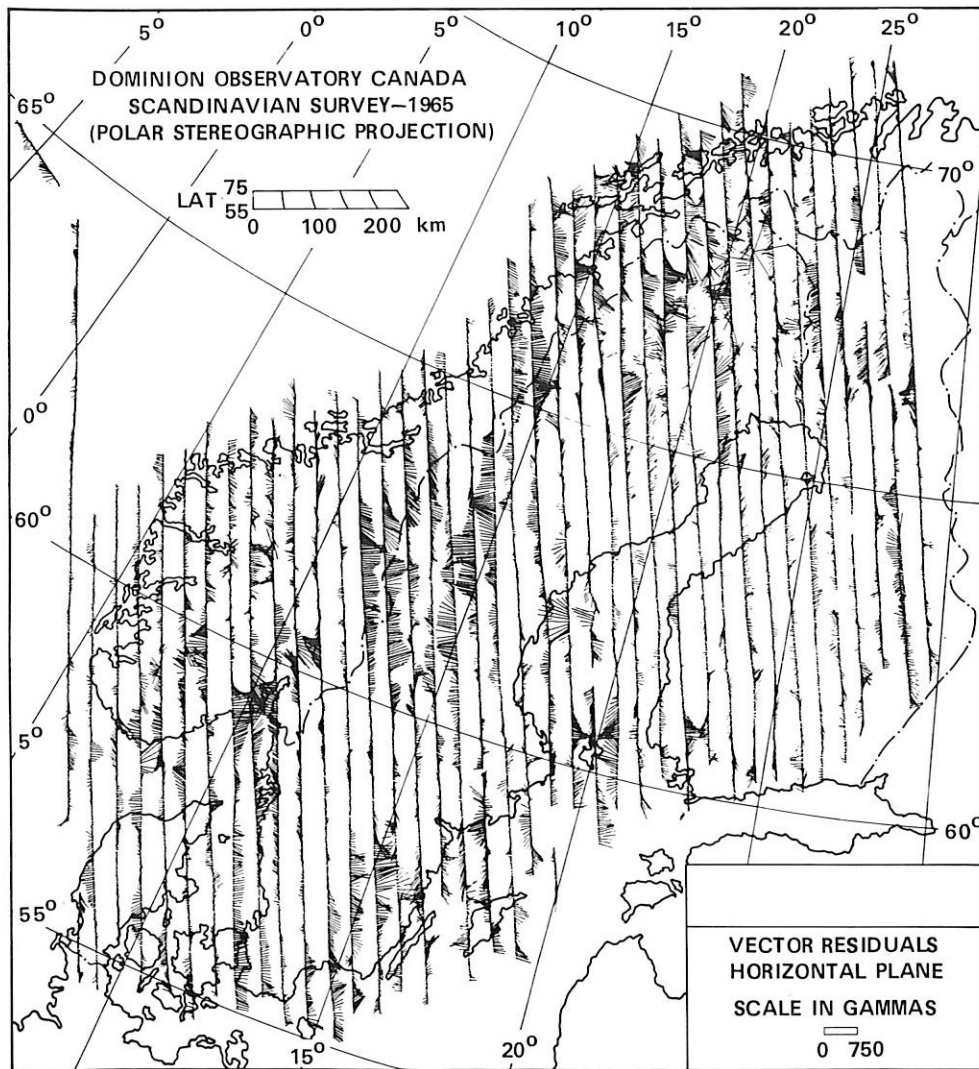 5° 0° 5° 10° 15° 20° 25°
DOMINION OBSERVATORY CANADA
SCANDINAVIAN SURVEY–1965
(POLAR STEREOGRAPHIC PROJECTION)
65°
70°
LAT 75
55
0 100 200 km
0°
60°
5°
60°
55°
15° 20°
VECTOR RESIDUALS
HORIZONTAL PLANE
SCALE IN GAMMAS
0 750